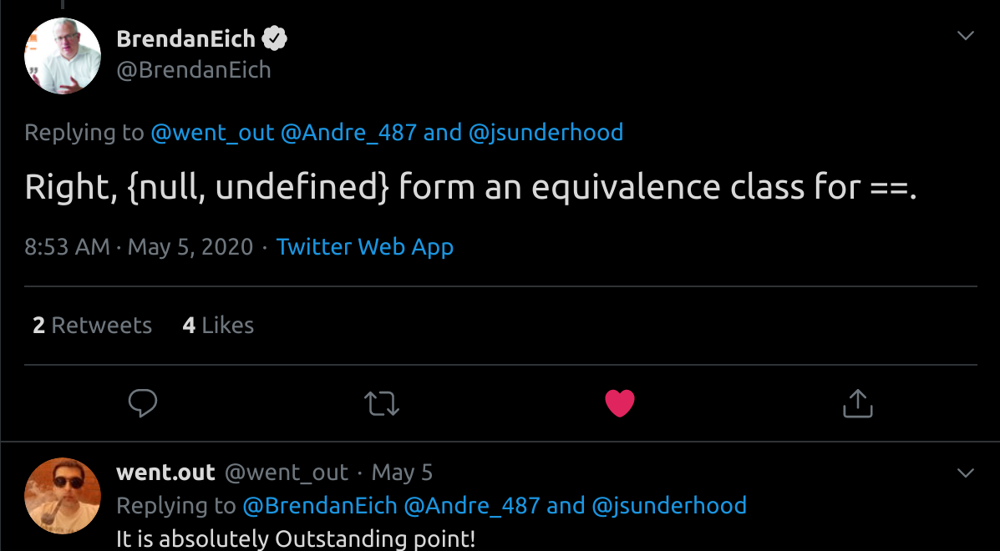 BrendanEich
@BrendanEich
Replying to @went_out @Andre_487 and @jsunderhood
Right, {null, undefined} form an equivalence class for ==.
8:53 AM · May 5, 2020 · Twitter Web App
2 Retweets 4 Likes
went.out @went_out · May 5
Replying to @BrendanEich @Andre_487 and @jsunderhood
It is absolutely Outstanding point!